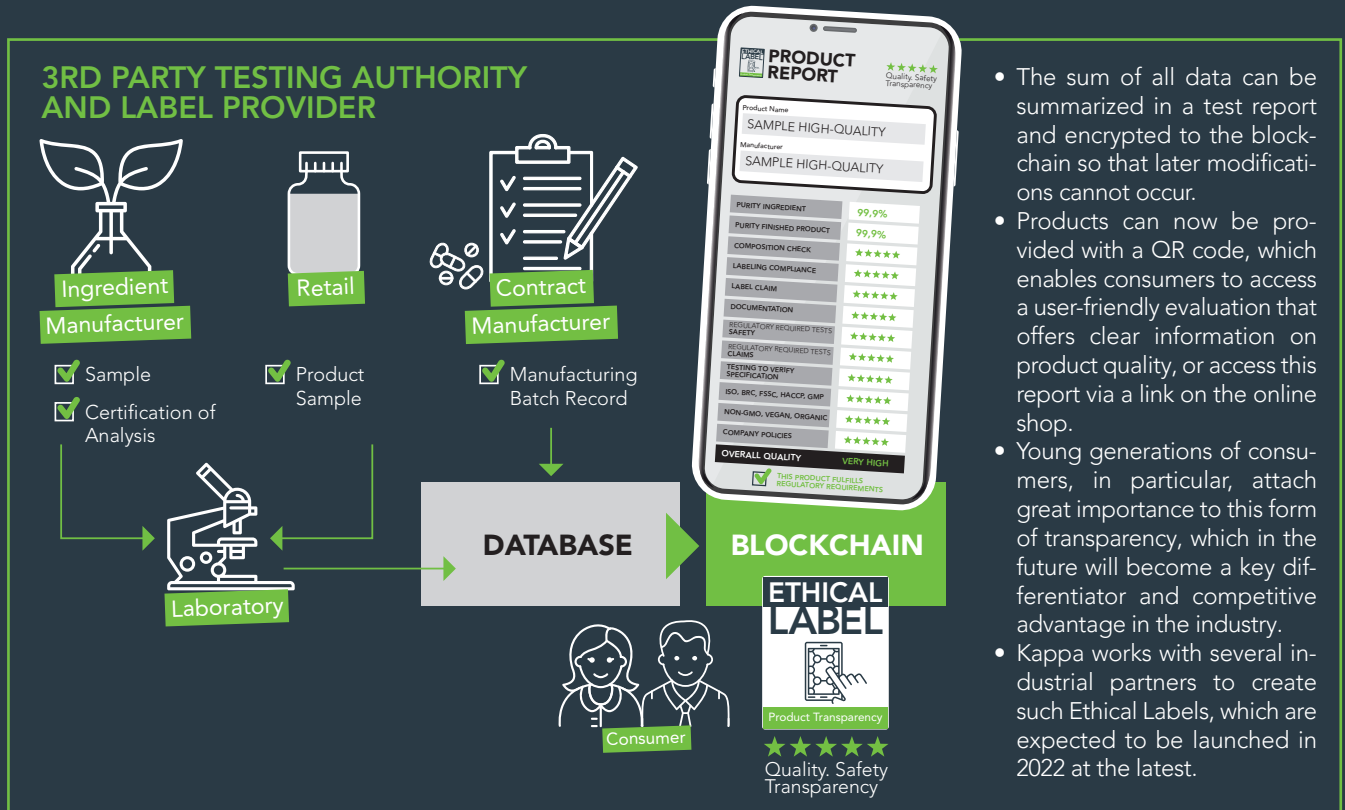 3RD PARTY TESTING AUTHORITY
AND LABEL PROVIDER
Ingredient
Manufacturer
Sample
Certification of
Analysis
Retail
Product
Sample
Contract
Manufacturer
Manufacturing
Batch Record
Laboratory
DATABASE
BLOCKCHAIN
Consumer
ETHICAL
LABEL
Product Transparency
Quality. Safety
Transparency
ETHICAL
LABEL
PRODUCT
REPORT
Quality. Safety
Transparency
Product Name
SAMPLE HIGH-QUALITY
Manufacturer
SAMPLE HIGH-QUALITY
PURITY INGREDIENT 99,9%
PURITY FINISHED PRODUCT 99,9%
COMPOSITION CHECK
LABELING COMPLIANCE
LABEL CLAIM
DOCUMENTATION
REGULATORY REQUIRED TESTS
SAFETY
REGULATORY REQUIRED TESTS
CLAIMS
TESTING TO VERIFY
SPECIFICATION
ISO, BRC, FSSC, HACCP, GMP
NON-GMO, VEGAN, ORGANIC
COMPANY POLICIES
OVERALL QUALITY VERY HIGH
THIS PRODUCT FULFILLS
REGULATORY REQUIREMENTS
• The sum of all data can be
summarized in a test report
and encrypted to the block-
chain so that later modificati-
ons cannot occur.
• Products can now be pro-
vided with a QR code, which
enables consumers to access
a user-friendly evaluation that
offers clear information on
product quality, or access this
report via a link on the online
shop.
• Young generations of consu-
mers, in particular, attach
great importance to this form
of transparency, which in the
future will become a key dif-
ferentiator and competitive
advantage in the industry.
• Kappa works with several in-
dustrial partners to create
such Ethical Labels, which are
expected to be launched in
2022 at the latest.